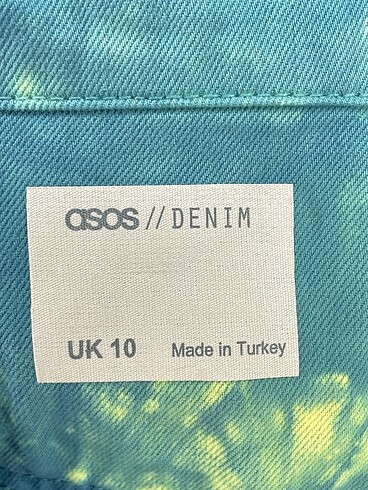 asos // DENIM
UK 10 Made in Turkey